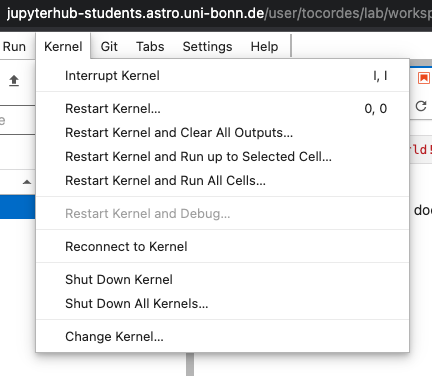 jupyterhub-students.astro.uni-bonn.de/user/tocordes/lab/worksp
Run Kernel Git Tabs Settings Help
Interrupt Kernel I, I
Restart Kernel... 0, 0
Restart Kernel and Clear All Outputs...
Restart Kernel and Run up to Selected Cell...
Restart Kernel and Run All Cells...
Restart Kernel and Debug...
Reconnect to Kernel
Shut Down Kernel
Shut Down All Kernels...
Change Kernel...
e
rld!
doc